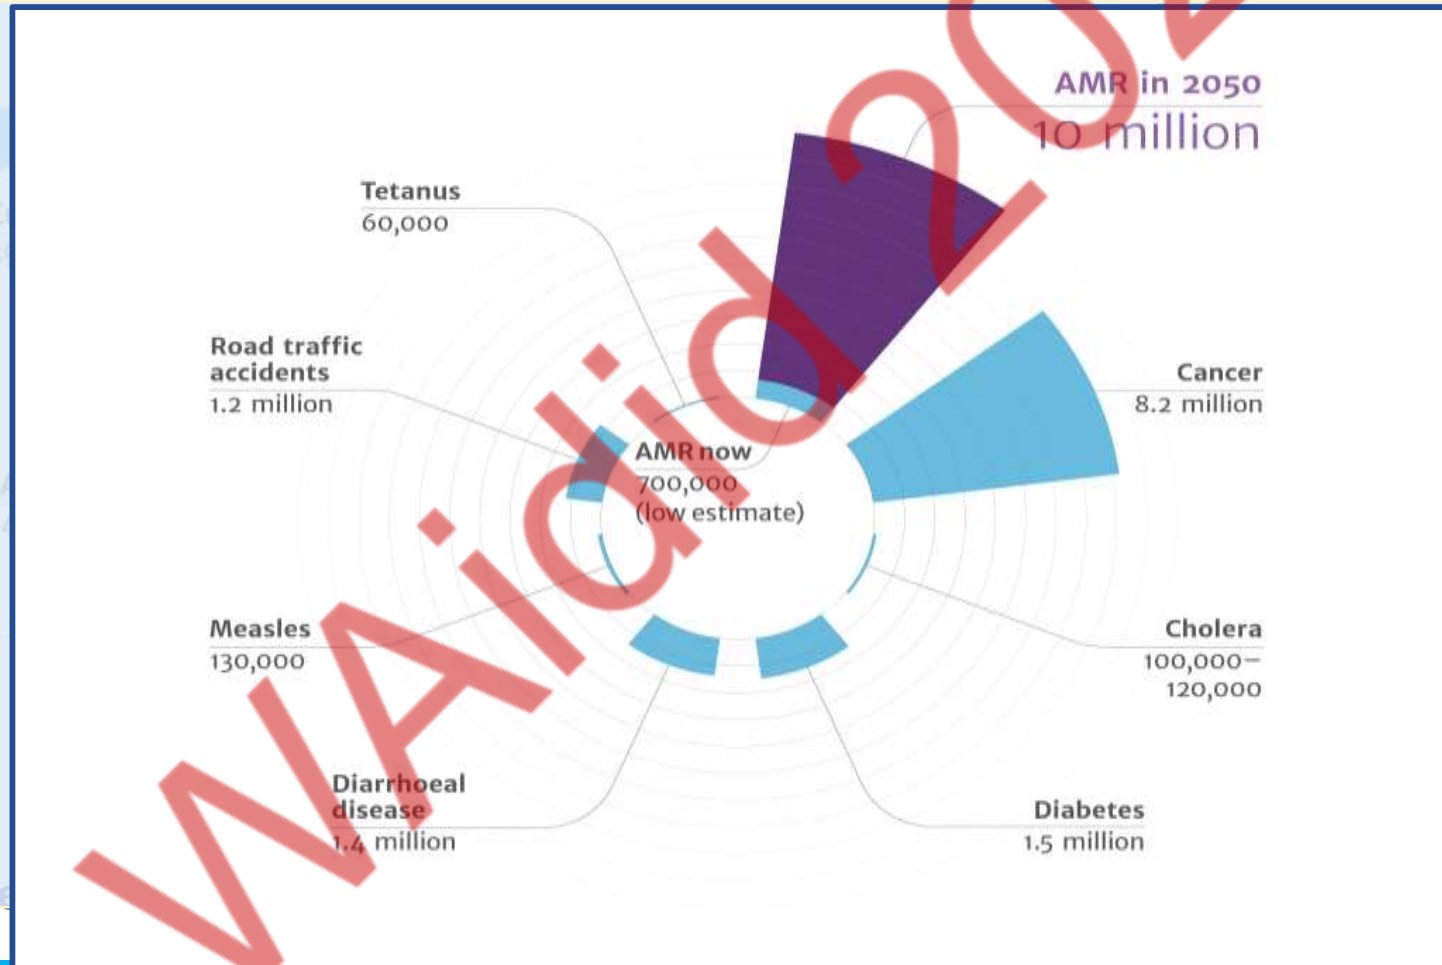 AMR in 2050
10 million
Tetanus
60,000
Road traffic
accidents
1.2 million
Cancer
8.2 million
AMR now
700,000
(low estimate)
Measles
130,000
Cholera
100,000–
120,000
Diarrhoeal
disease
1.4 million
Diabetes
1.5 million
WAidid